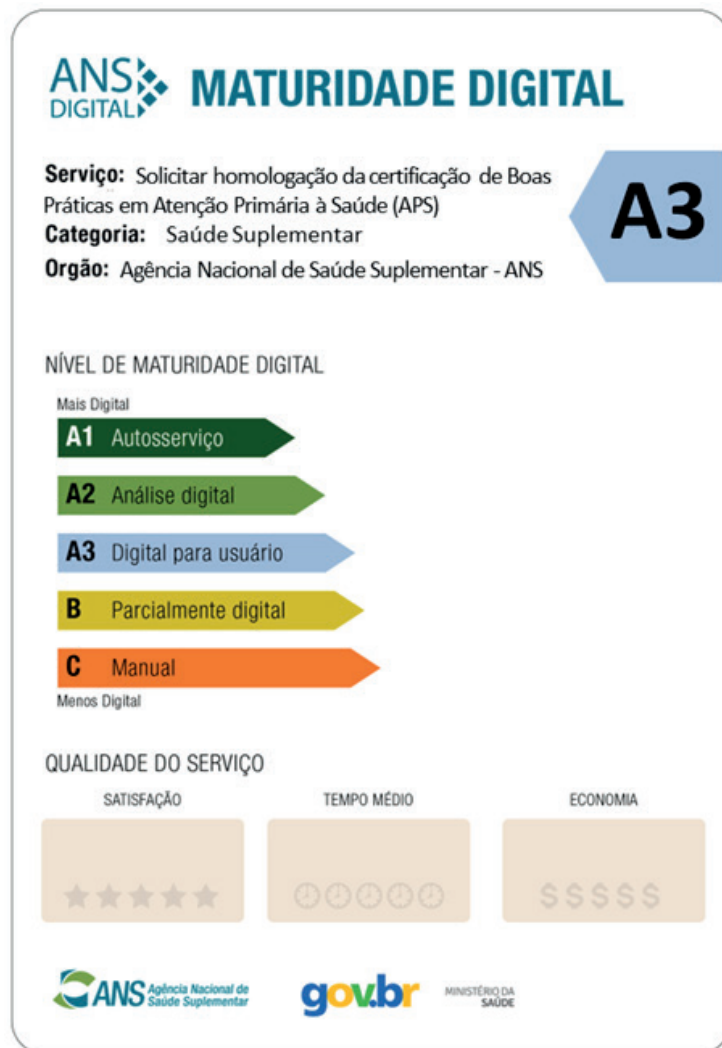 ANS
DIGITAL
MATURIDADE DIGITAL
Serviço: Solicitar homologação da certificação de Boas
Práticas em Atenção Primária à Saúde (APS)
Categoria: Saúde Suplementar
Orgão: Agência Nacional de Saúde Suplementar - ANS
A3
NÍVEL DE MATURIDADE DIGITAL
Mais Digital
A1 Autosserviço
A2 Análise digital
A3 Digital para usuário
B Parcialmente digital
C Manual
Menos Digital
QUALIDADE DO SERVIÇO
SATISFAÇÃO TEMPO MÉDIO ECONOMIA
$$$$$
ANS Agência Nacional de
Saúde Suplementar
gov.br
MINISTÉRIO DA
SAÚDE